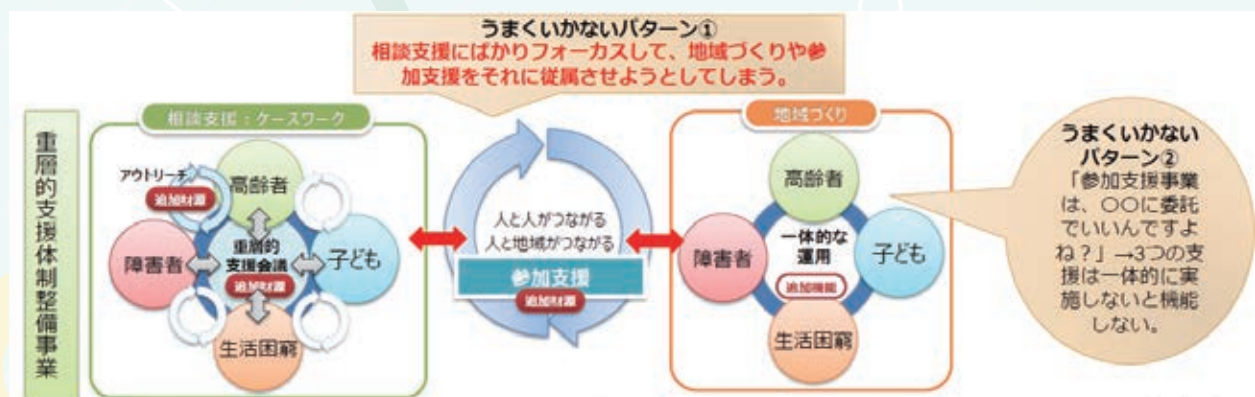 うまくいかないパターン①
相談支援にばかりフォーカスして、地域づくりや参
加支援をそれに従属させようとしてしまう。
重層的支援体制整備事業
相談支援：ケースワーク
アウトリーチ
追加財源
高齢者
障害者
重層的
支援会議
追加財源
子ども
生活困窮
人と人がつながる
人と地域がつながる
参加支援
追加財源
地域づくり
高齢者
障害者
一体的な
運用
追加機能
子ども
生活困窮
うまくいかない
パターン②
「参加支援事業
は、〇〇に委託
でいいんですよ
ね？」→3つの支
援は一体的に実
施しないと機能
しない。